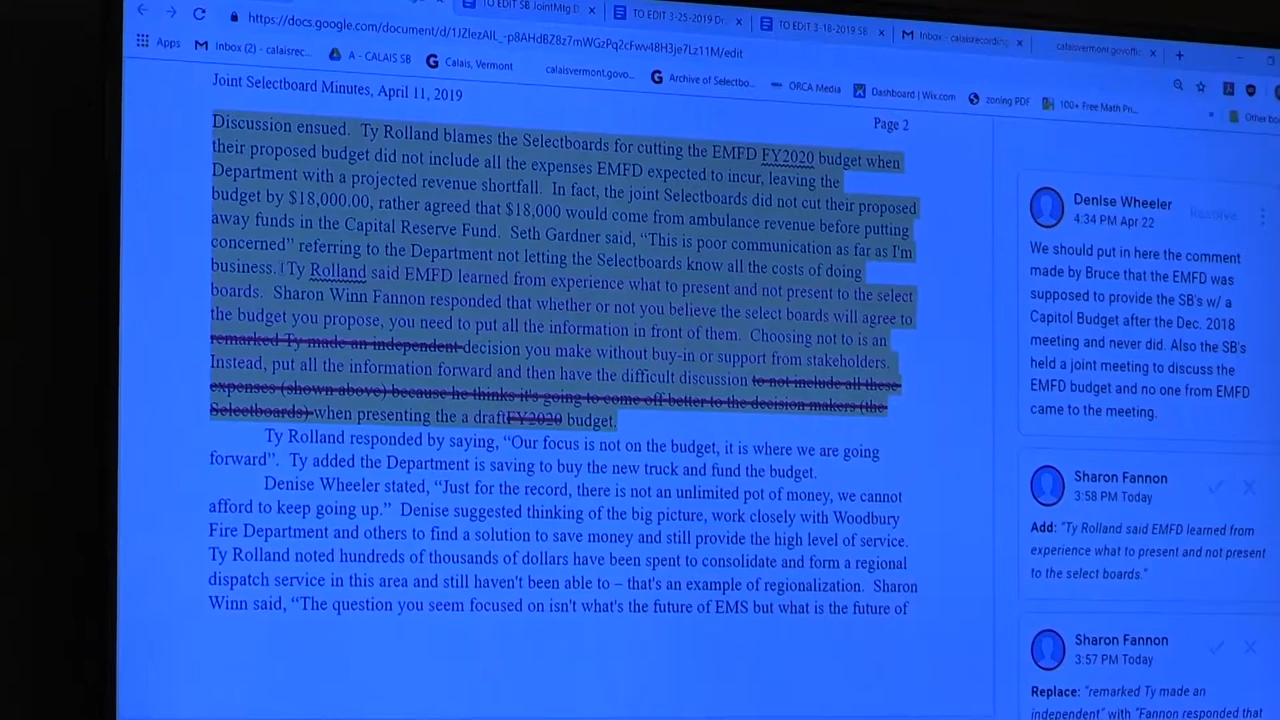 TO EDIT SB JointMtg D
TO EDIT 3-25-2019 Dr
TO EDIT 3-18-2019 SB
Inbox - calaisrecording
calaisvermont.govoffic
https://docs.google.com/document/d/1JZlezAIL_-p8AHdBZ8z7mWGzPq2cFwv48H3je7Lz11M/edit
Apps
Inbox (2) - calaisrec...
A - CALAIS SB
Calais, Vermont
calaisvermont.govo...
Archive of Selectbo...
ORCA Media
Dashboard | Wix.com
zoning PDF
100+ Free Math Pri...
»
Other bo
Joint Selectboard Minutes, April 11, 2019
Page 2
Discussion ensued. Ty Rolland blames the Selectboards for cutting the EMFD FY2020 budget when
their proposed budget did not include all the expenses EMFD expected to incur, leaving the
Department with a projected revenue shortfall. In fact, the joint Selectboards did not cut their proposed
budget by $18,000.00, rather agreed that $18,000 would come from ambulance revenue before putting
away funds in the Capital Reserve Fund. Seth Gardner said, “This is poor communication as far as I'm
concerned” referring to the Department not letting the Selectboards know all the costs of doing
business. Ty Rolland said EMFD learned from experience what to present and not present to the select
boards. Sharon Winn Fannon responded that whether or not you believe the select boards will agree to
the budget you propose, you need to put all the information in front of them. Choosing not to is an
remarked Ty made an independent decision you make without buy-in or support from stakeholders.
Instead, put all the information forward and then have the difficult discussion to not include all these
expenses (shown above) because he thinks it's going to come off better to the decision makers (the
Selectboards) when presenting the a draftFY2020 budget.
Ty Rolland responded by saying, “Our focus is not on the budget, it is where we are going
forward”. Ty added the Department is saving to buy the new truck and fund the budget.
Denise Wheeler stated, “Just for the record, there is not an unlimited pot of money, we cannot
afford to keep going up.” Denise suggested thinking of the big picture, work closely with Woodbury
Fire Department and others to find a solution to save money and still provide the high level of service.
Ty Rolland noted hundreds of thousands of dollars have been spent to consolidate and form a regional
dispatch service in this area and still haven't been able to – that's an example of regionalization. Sharon
Winn said, “The question you seem focused on isn't what's the future of EMS but what is the future of
Denise Wheeler
4:34 PM Apr 22
Resolve
We should put in here the comment
made by Bruce that the EMFD was
supposed to provide the SB's w/ a
Capitol Budget after the Dec. 2018
meeting and never did. Also the SB's
held a joint meeting to discuss the
EMFD budget and no one from EMFD
came to the meeting.
Sharon Fannon
3:58 PM Today
Add: “Ty Rolland said EMFD learned from
experience what to present and not present
to the select boards.”
Sharon Fannon
3:57 PM Today
Replace: “remarked Ty made an
independent” with “Fannon responded that